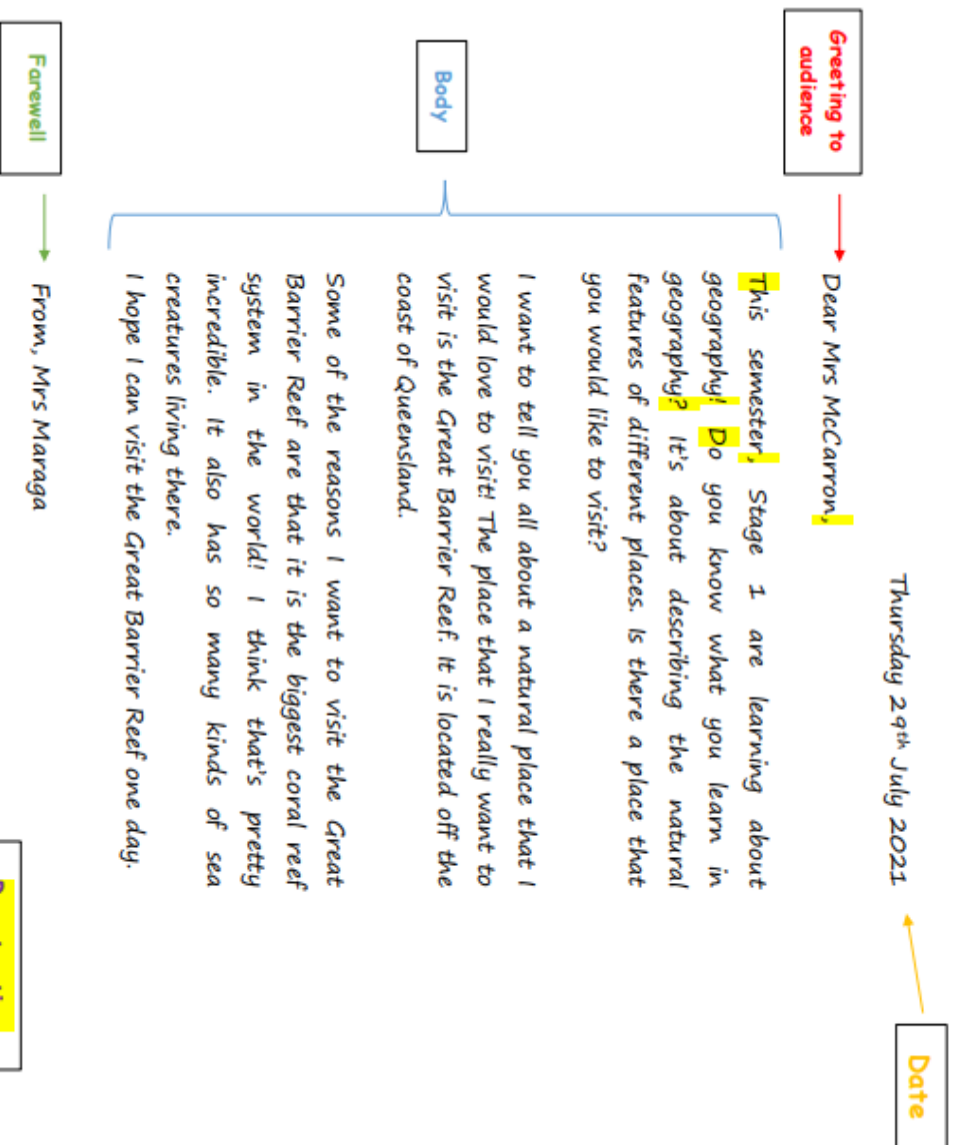 Thursday 29th July 2021
Date
Greeting to
audience
Dear Mrs McCarron,
This semester, Stage 1 are learning about
geography! Do you know what you learn in
geography? It's about describing the natural
features of different places. Is there a place that
you would like to visit?
Body
I want to tell you all about a natural place that I
would love to visit! The place that I really want to
visit is the Great Barrier Reef. It is located off the
coast of Queensland.
Some of the reasons I want to visit the Great
Barrier Reef are that it is the biggest coral reef
system in the world! I think that's pretty
incredible. It also has so many kinds of sea
creatures living there.
I hope I can visit the Great Barrier Reef one day.
Farewell
From, Mrs Maraga